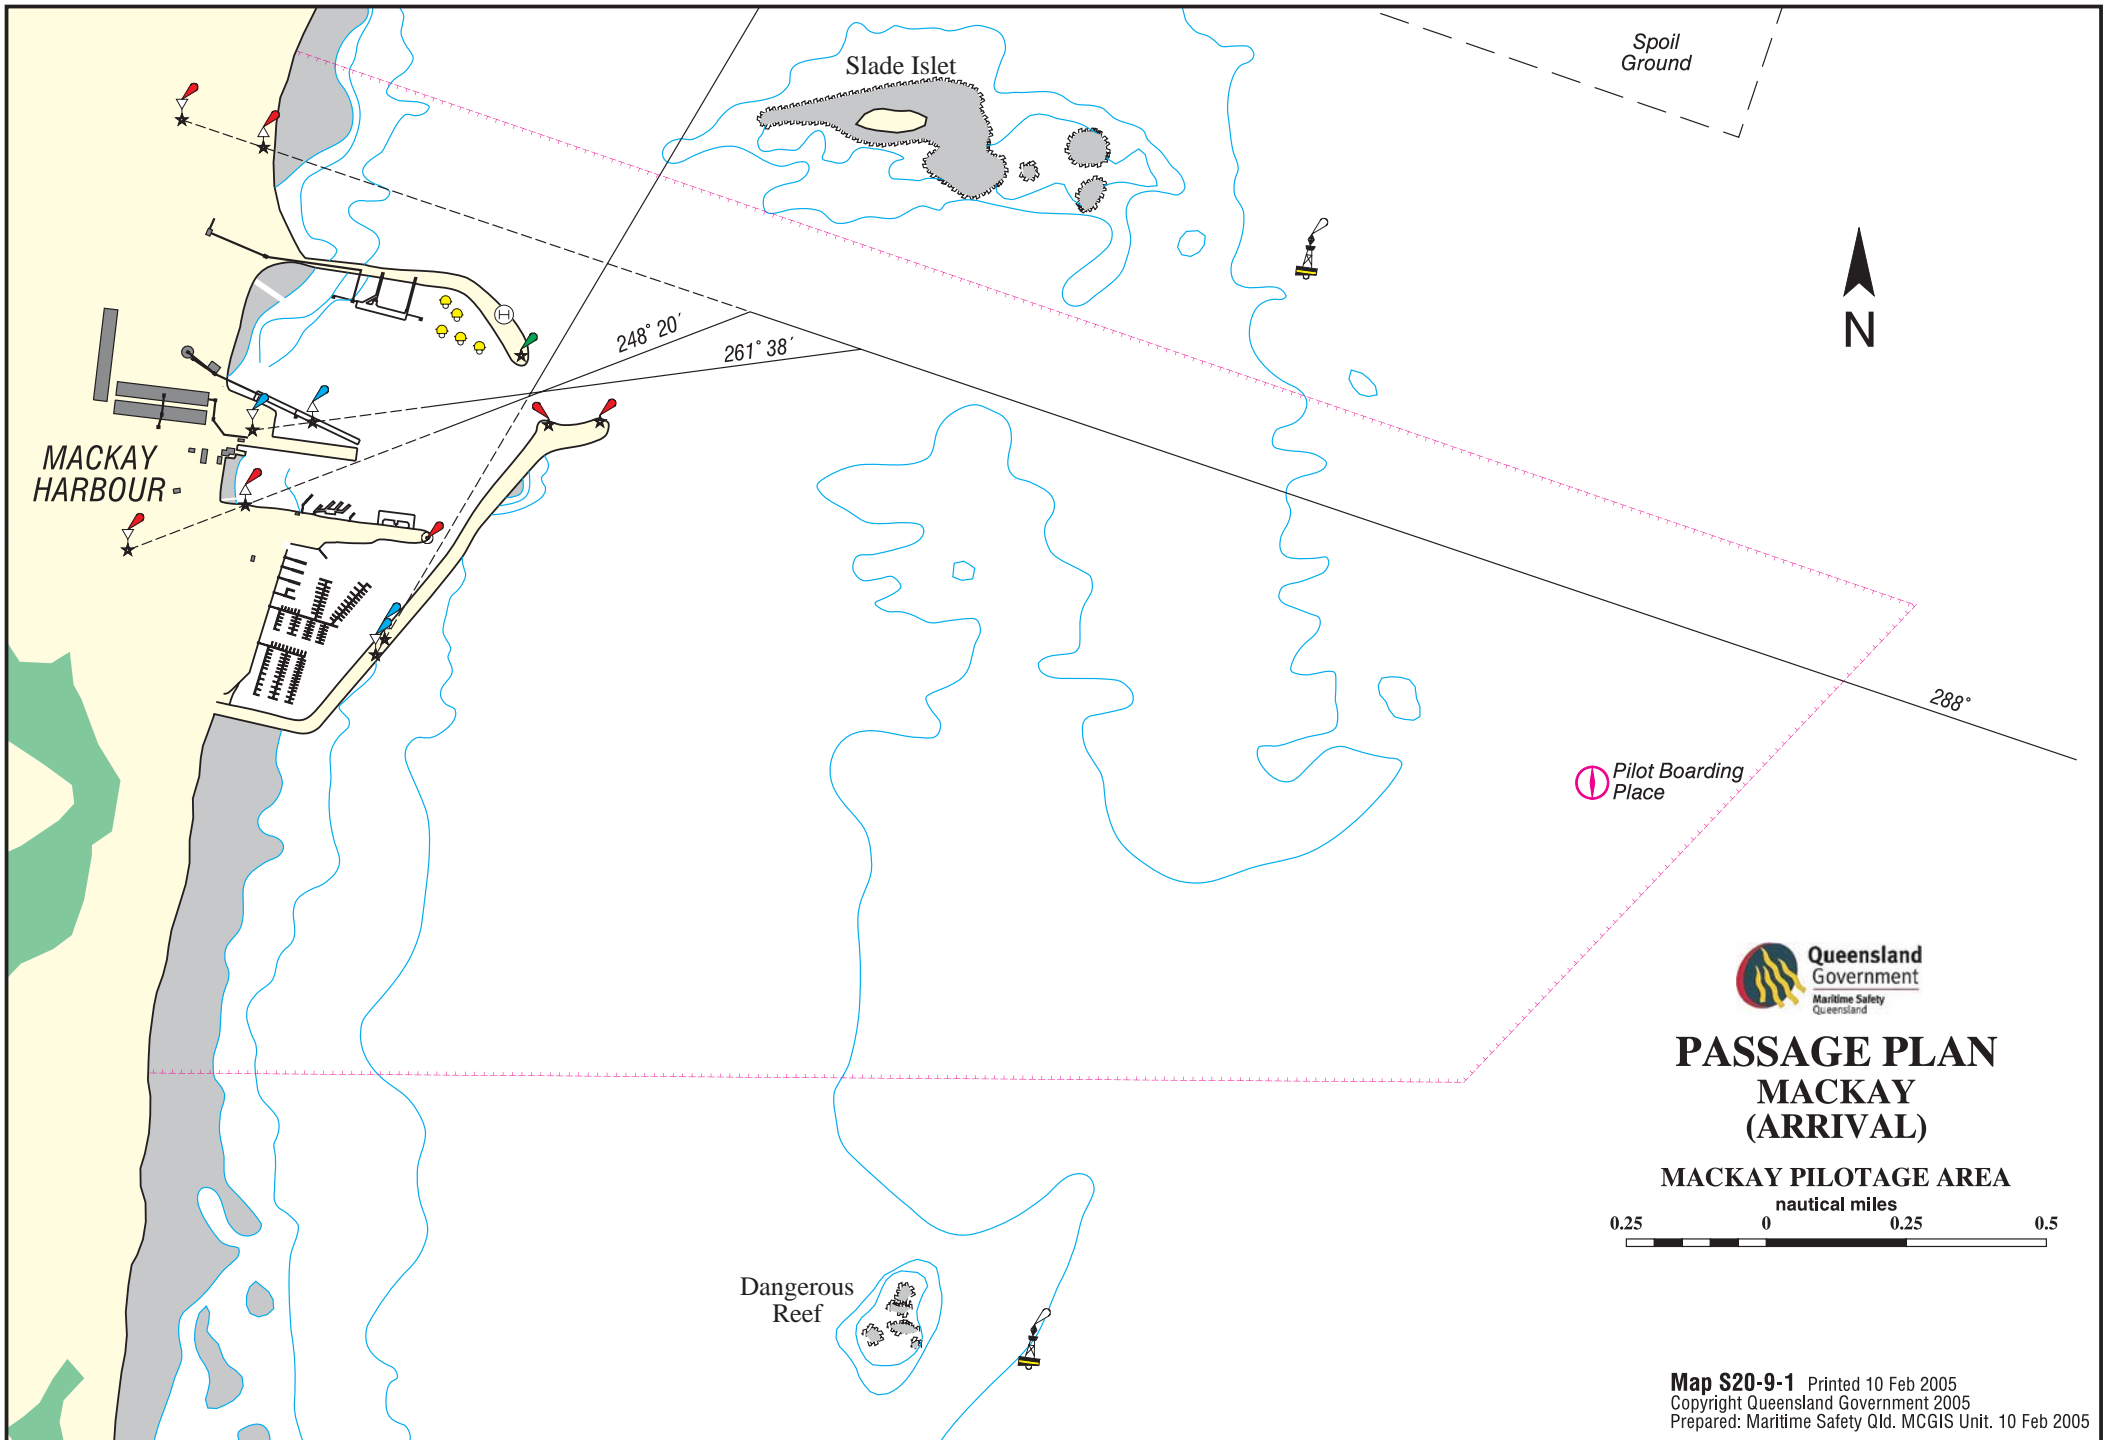 Spoil
Ground
Slade Islet
N
248° 20′
261° 38′
H
MACKAY
HARBOUR
288°
Pilot Boarding
Place
Queensland
Government
Maritime Safety
Queensland
PASSAGE PLAN
MACKAY
(ARRIVAL)
MACKAY PILOTAGE AREA
nautical miles
0.25 0 0.25 0.5
Dangerous
Reef
Map S20-9-1 Printed 10 Feb 2005
Copyright Queensland Government 2005
Prepared: Maritime Safety Qld. MCGIS Unit. 10 Feb 2005